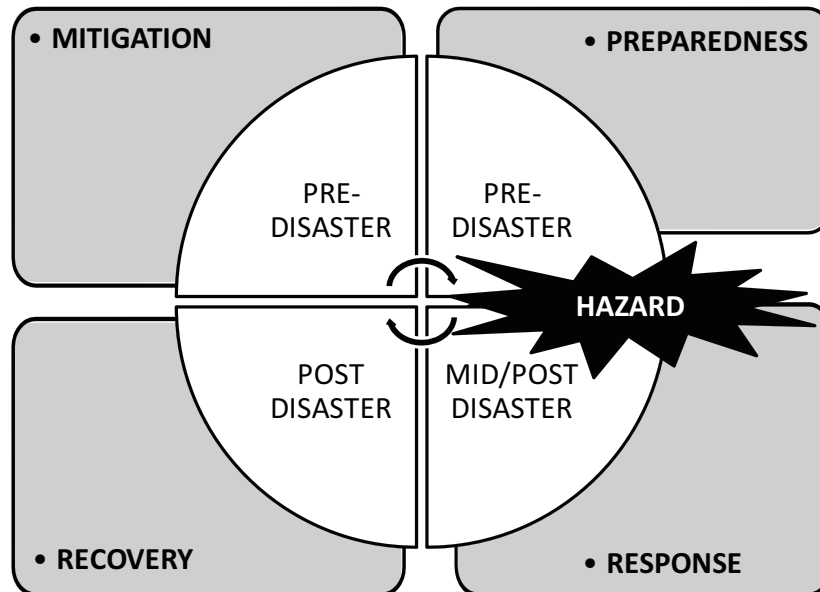 • MITIGATION
• PREPAREDNESS
PRE-
DISASTER
PRE-
DISASTER
HAZARD
POST
DISASTER
MID/POST
DISASTER
• RECOVERY
• RESPONSE